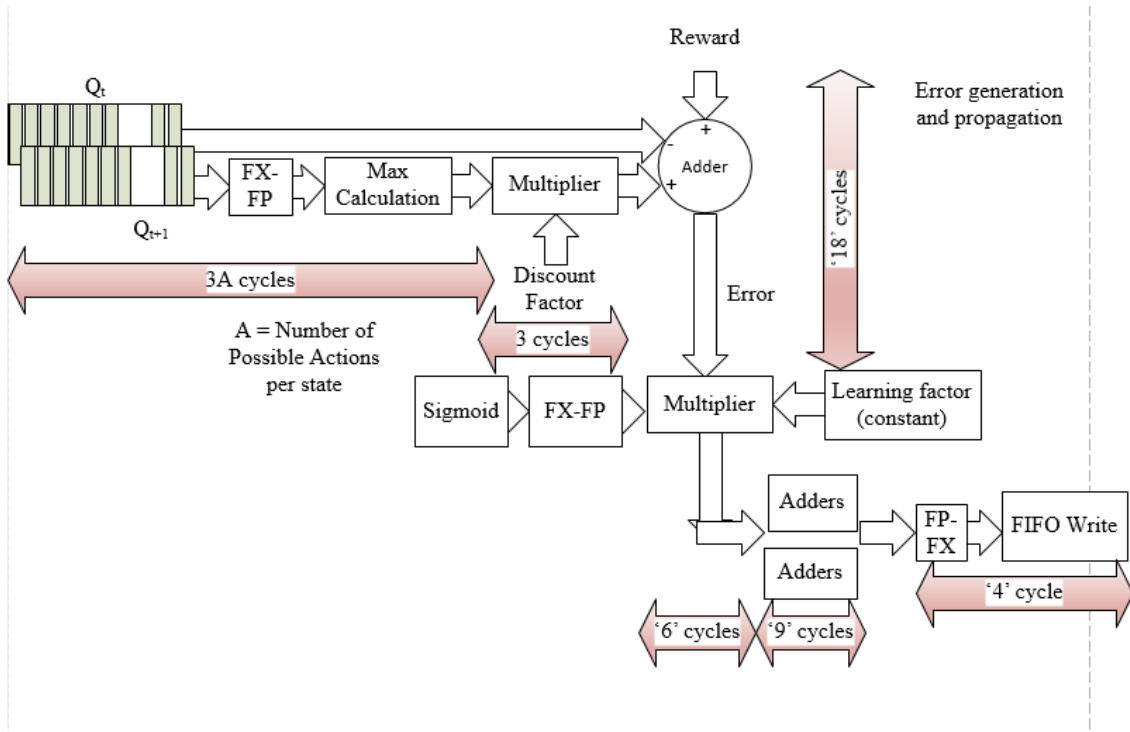 Reward
Q_t
Error generation
and propagation
+
-
Adder
+
FX-
FP
Max
Calculation
Multiplier
Q_{t+1}
‘18’ cycles
3A cycles
Discount
Factor
Error
A = Number of
Possible Actions
per state
3 cycles
Sigmoid
FX-FP
Multiplier
Learning factor
(constant)
Adders
FP-
FX
FIFO Write
Adders
‘4’ cycle
‘6’ cycles
‘9’ cycles